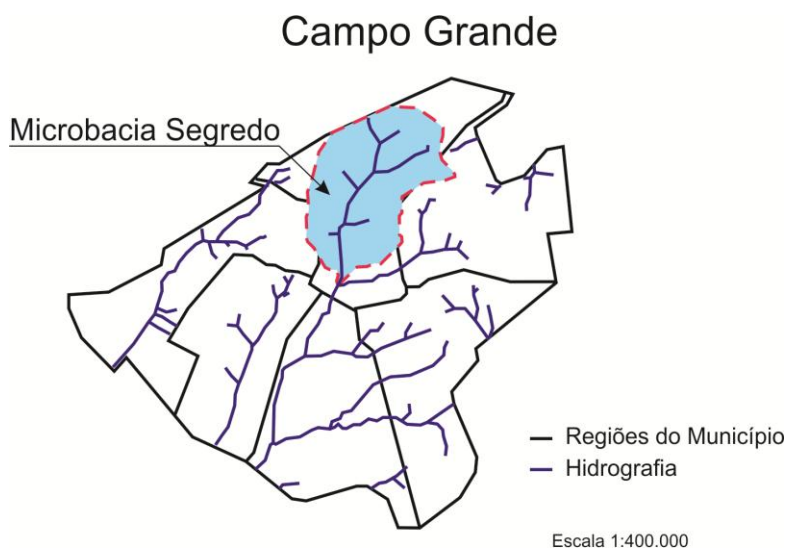 Campo Grande
Microbacia Segredo
Regiões do Município
Hidrografia
Escala 1:400.000